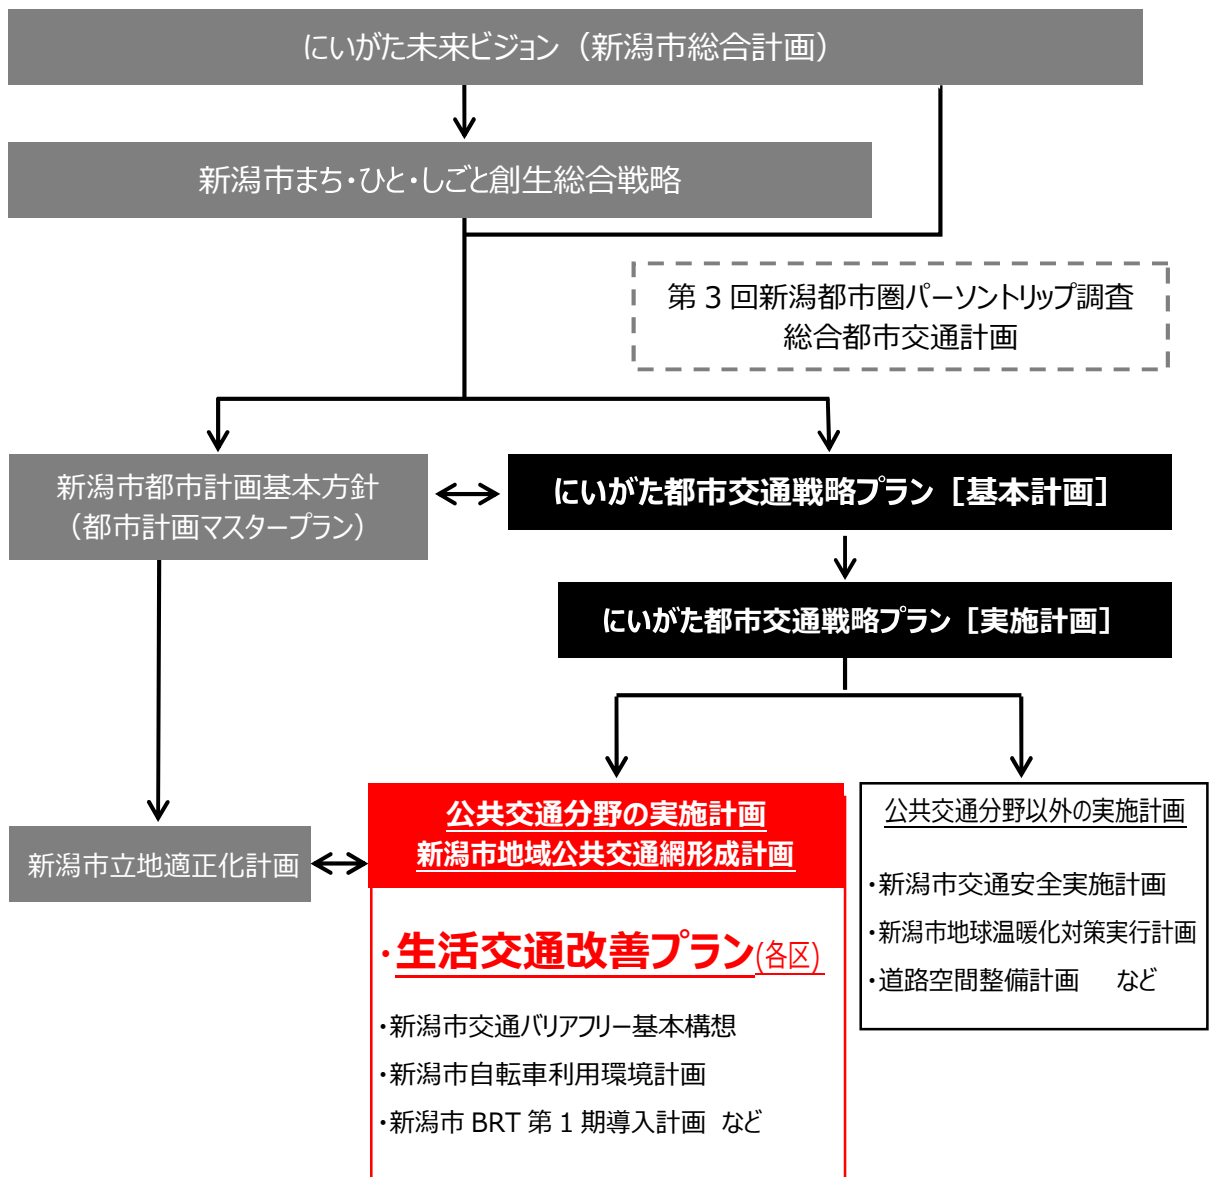 にいがた未来ビジョン（新潟市総合計画）
新潟市まち・ひと・しごと創生総合戦略
第 3 回新潟都市圏パーソントリップ調査
総合都市交通計画
新潟市都市計画基本方針
（都市計画マスタープラン）
にいがた都市交通戦略プラン［基本計画］
にいがた都市交通戦略プラン［実施計画］
新潟市立地適正化計画
公共交通分野の実施計画
新潟市地域公共交通網形成計画
・生活交通改善プラン(各区)
・新潟市交通バリアフリー基本構想
・新潟市自転車利用環境計画
・新潟市 BRT 第 1 期導入計画 など
公共交通分野以外の実施計画
・新潟市交通安全実施計画
・新潟市地球温暖化対策実行計画
・道路空間整備計画 など